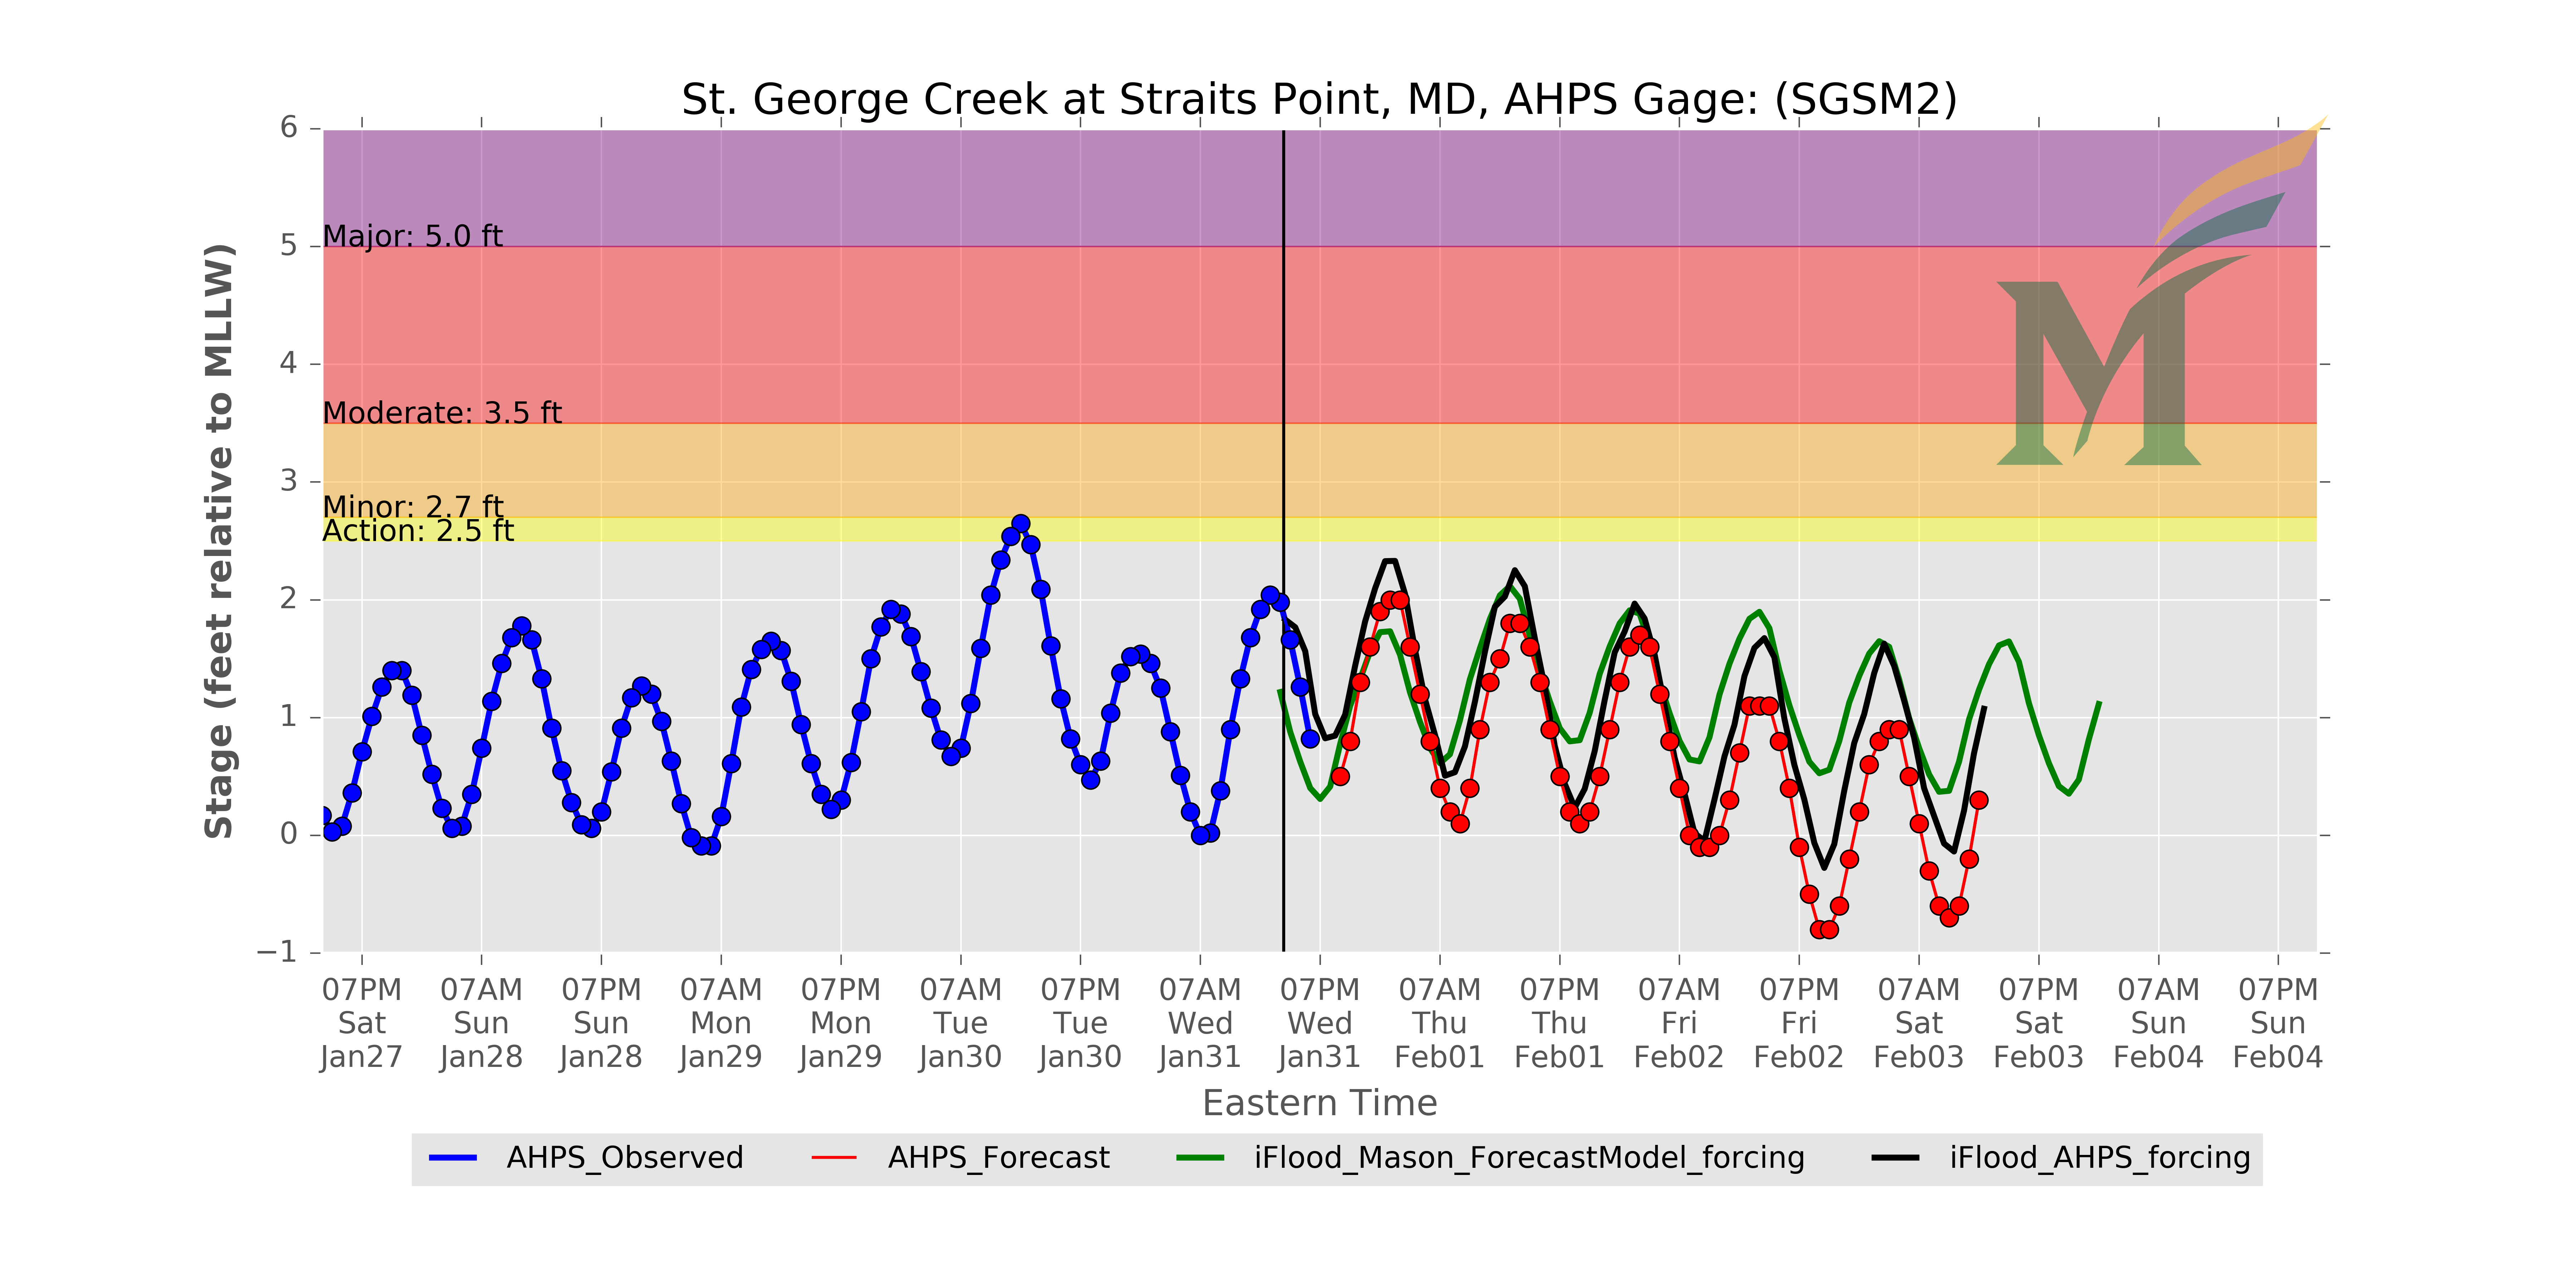 St. George Creek at Straits Point, MD, AHPS Gage: (SGSM2)
Stage (feet relative to MLLW)
6
5
4
3
2
1
0
−1
Major: 5.0 ft
Moderate: 3.5 ft
Minor: 2.7 ft
Action: 2.5 ft
M
07PM 07AM 07PM 07AM 07PM 07AM 07PM 07AM 07PM 07AM 07PM 07AM 07PM 07AM 07PM 07AM 07PM
Sat Sun Sun Mon Mon Tue Tue Wed Wed Thu Thu Fri Fri Sat Sat Sun Sun
Jan27 Jan28 Jan28 Jan29 Jan29 Jan30 Jan30 Jan31 Jan31 Feb01 Feb01 Feb02 Feb02 Feb03 Feb03 Feb04 Feb04
Eastern Time
AHPS_Observed AHPS_Forecast iFlood_Mason_ForecastModel_forcing iFlood_AHPS_forcing